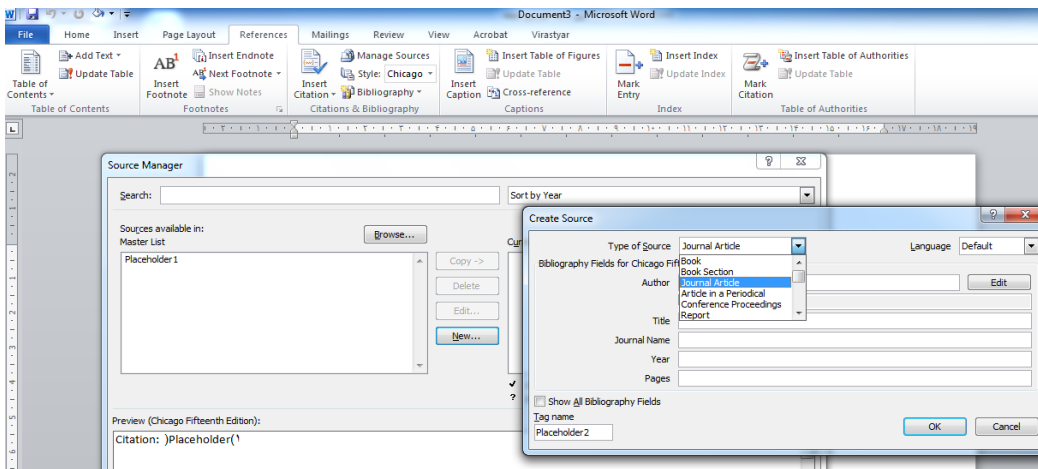 Document3 - Microsoft Word
File Home Insert Page Layout References Mailings Review View Acrobat Virastyar
Table of Contents
Add Text
Update Table
Table of Contents
AB1
Insert Footnote
Insert Endnote
AB1 Next Footnote
Show Notes
Footnotes
Insert Citation
Manage Sources
Style: Chicago
Bibliography
Citations & Bibliography
Insert Caption
Insert Table of Figures
Update Table
Cross-reference
Captions
Mark Entry
Insert Index
Update Index
Index
Mark Citation
Insert Table of Authorities
Update Table
Table of Authorities
Source Manager
Search:
Sort by Year
Sources available in:
Master List
Browse...
Placeholder1
Copy ->
Delete
Edit...
New...
Preview (Chicago Fifteenth Edition):
Citation: )Placeholder(۱
Create Source
Type of Source Journal Article
Language Default
Bibliography Fields for Chicago
Book
Book Section
Journal Article
Article in a Periodical
Conference Proceedings
Report
Author
Edit
Title
Journal Name
Year
Pages
Show All Bibliography Fields
Tag name
Placeholder2
OK Cancel